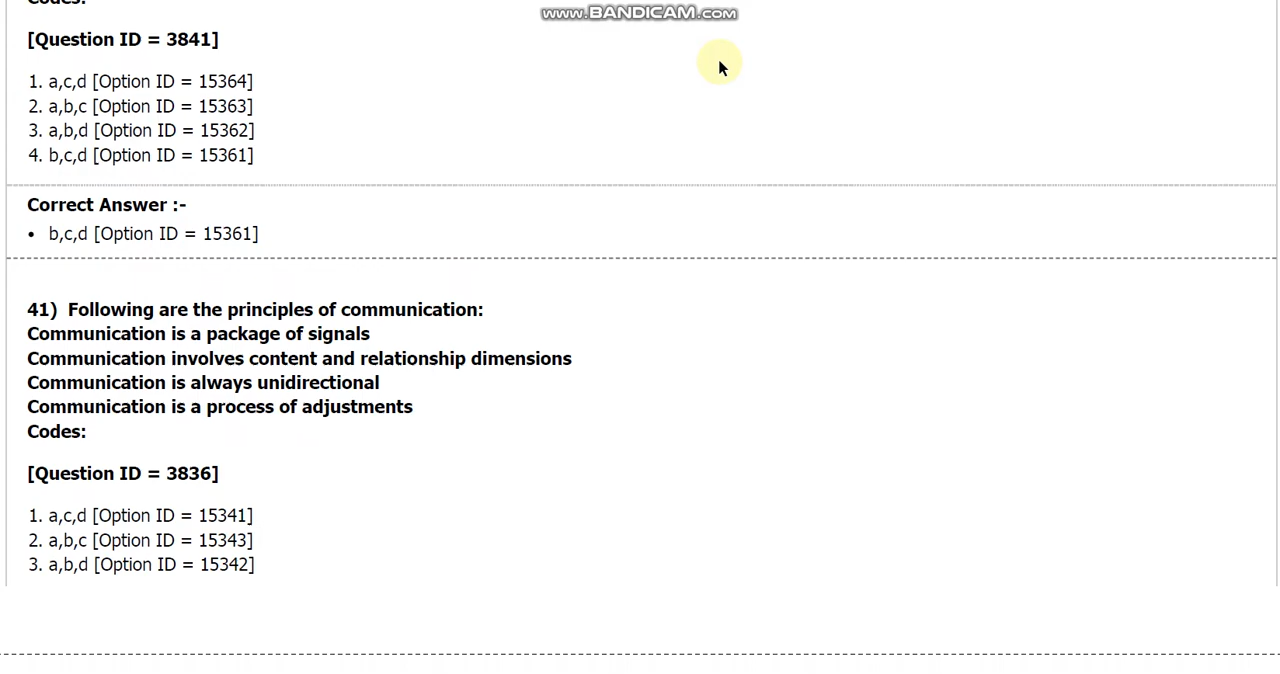 Codes:
www.BANDICAM.com
[Question ID = 3841]
1. a,c,d [Option ID = 15364]
2. a,b,c [Option ID = 15363]
3. a,b,d [Option ID = 15362]
4. b,c,d [Option ID = 15361]
Correct Answer :-
• b,c,d [Option ID = 15361]
41) Following are the principles of communication:
Communication is a package of signals
Communication involves content and relationship dimensions
Communication is always unidirectional
Communication is a process of adjustments
Codes:
[Question ID = 3836]
1. a,c,d [Option ID = 15341]
2. a,b,c [Option ID = 15343]
3. a,b,d [Option ID = 15342]